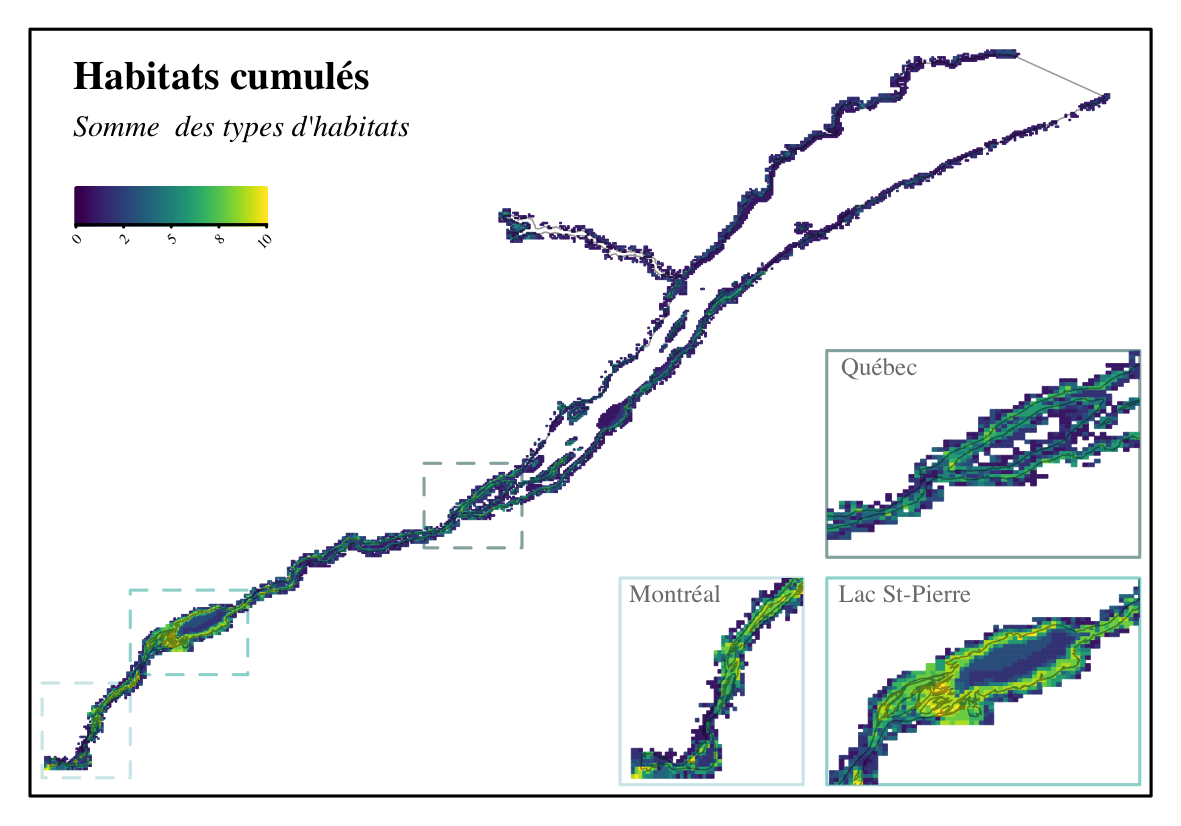 Habitats cumulés
Somme  des types d'habitats
0 2 5 8 10
Québec
Montréal
Lac St-Pierre